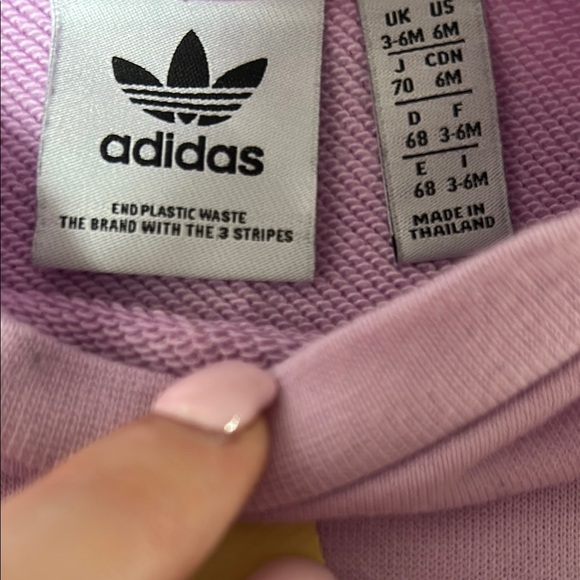 adidas
END PLASTIC WASTE
THE BRAND WITH THE 3 STRIPES
UK US
3-6M 6M
J CDN
70 6M
D F
68 3-6M
E I
68 3-6M
MADE IN
THAILAND